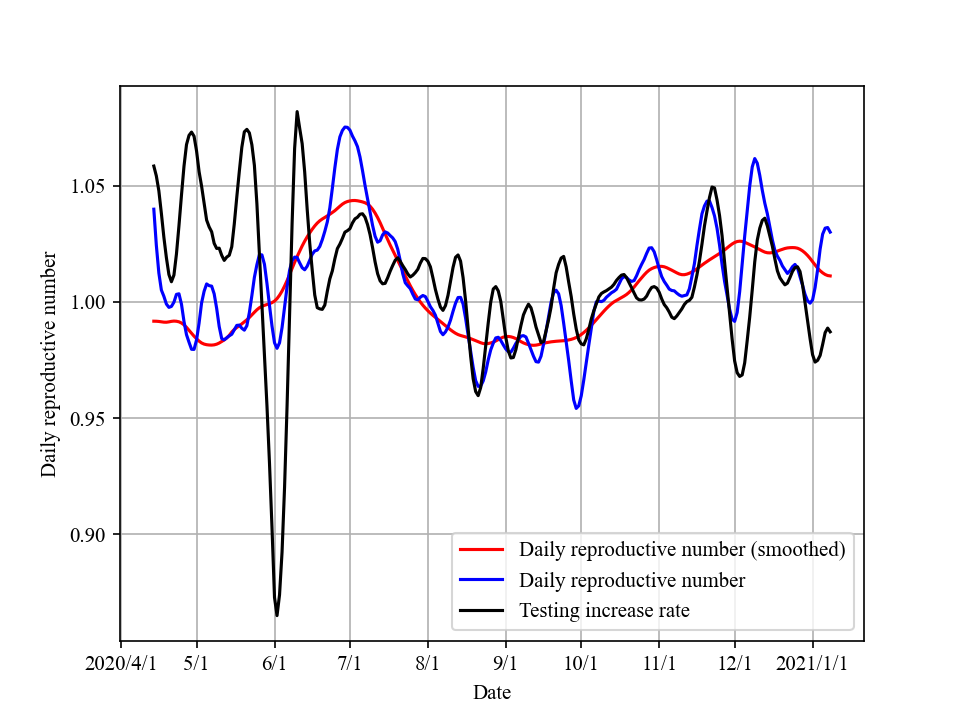 Daily reproductive number
1.05
1.00
0.95
0.90
Daily reproductive number (smoothed)
Daily reproductive number
Testing increase rate
2020/4/1 5/1 6/1 7/1 8/1 9/1 10/1 11/1 12/1 2021/1/1
Date